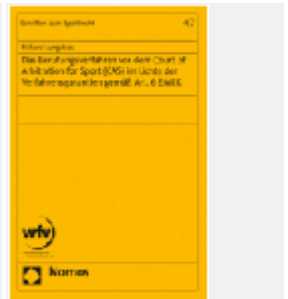 Schriften zum Sportrecht 47
Das Berufungsverfahren vor dem Court of
Arbitration for Sport (CAS) im Lichte der
Verfahrensgarantien gemäß Art. 6 EMRK
wfv
Nomos